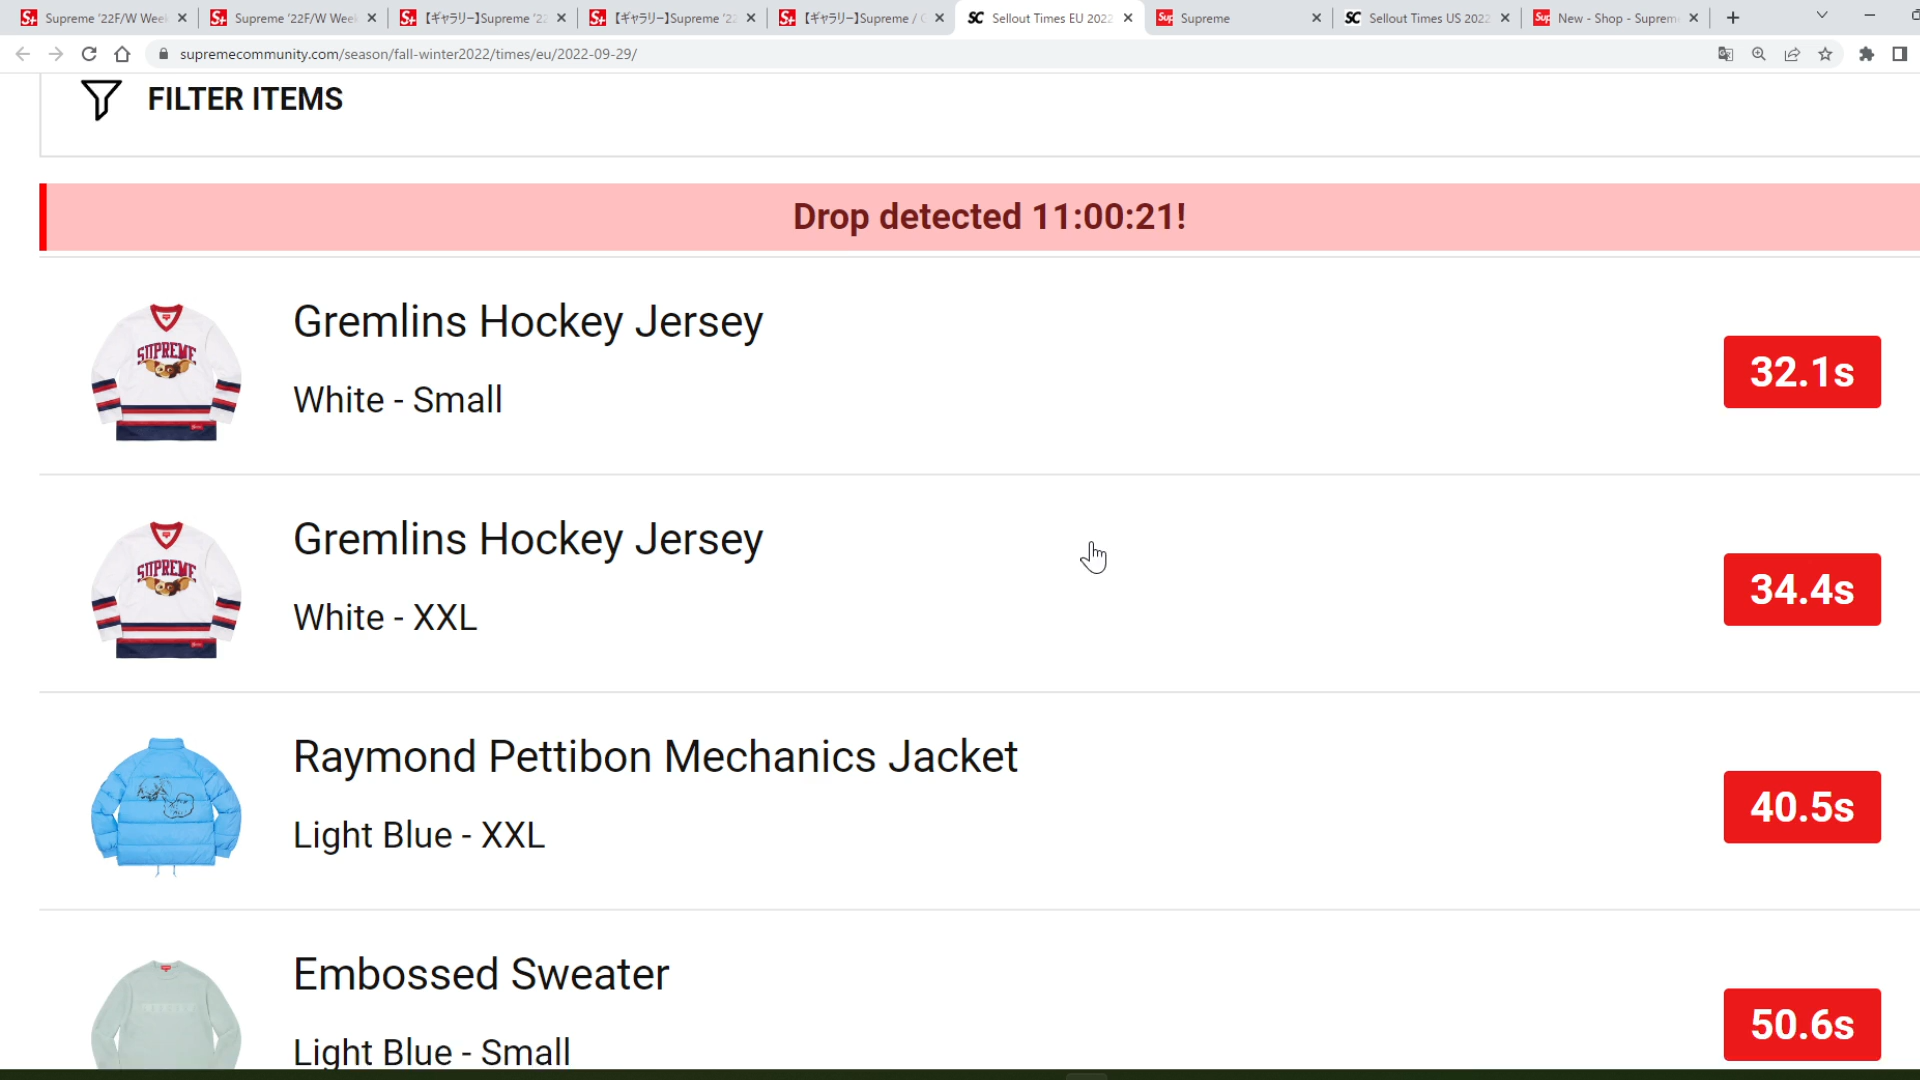 Supreme '22F/W Wee
Supreme '22F/W Wee
【ギャラリー】Supreme '22
【ギャラリー】Supreme '22
【ギャラリー】Supreme /
Sellout Times EU 2022
Supreme
Sellout Times US 2022
New - Shop - Suprem
supremecommunity.com/season/fall-winter2022/times/eu/2022-09-29/
FILTER ITEMS
Drop detected 11:00:21!
Gremlins Hockey Jersey
White - Small
32.1s
Gremlins Hockey Jersey
White - XXL
34.4s
Raymond Pettibon Mechanics Jacket
Light Blue - XXL
40.5s
Embossed Sweater
Light Blue - Small
50.6s
SUPREME
SUPREME